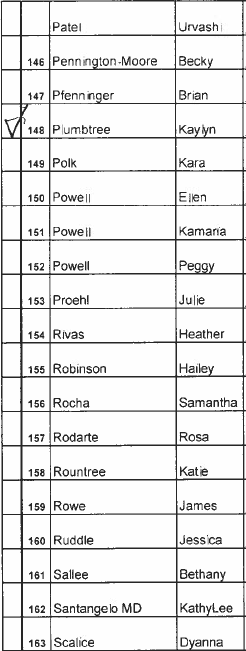 Patel Urvashi
146 Pennington-Moore Becky
147 Pfenninger Brian
148 Plumbtree Kaylyn
149 Polk Kara
150 Powell Ellen
151 Powell Kamaria
152 Powell Peggy
153 Proehl Julie
154 Rivas Heather
155 Robinson Hailey
156 Rocha Samantha
157 Rodarte Rosa
158 Rountree Katie
159 Rowe James
160 Ruddle Jessica
161 Sallee Bethany
162 Santangelo MD KathyLee
163 Scalice Dyanna